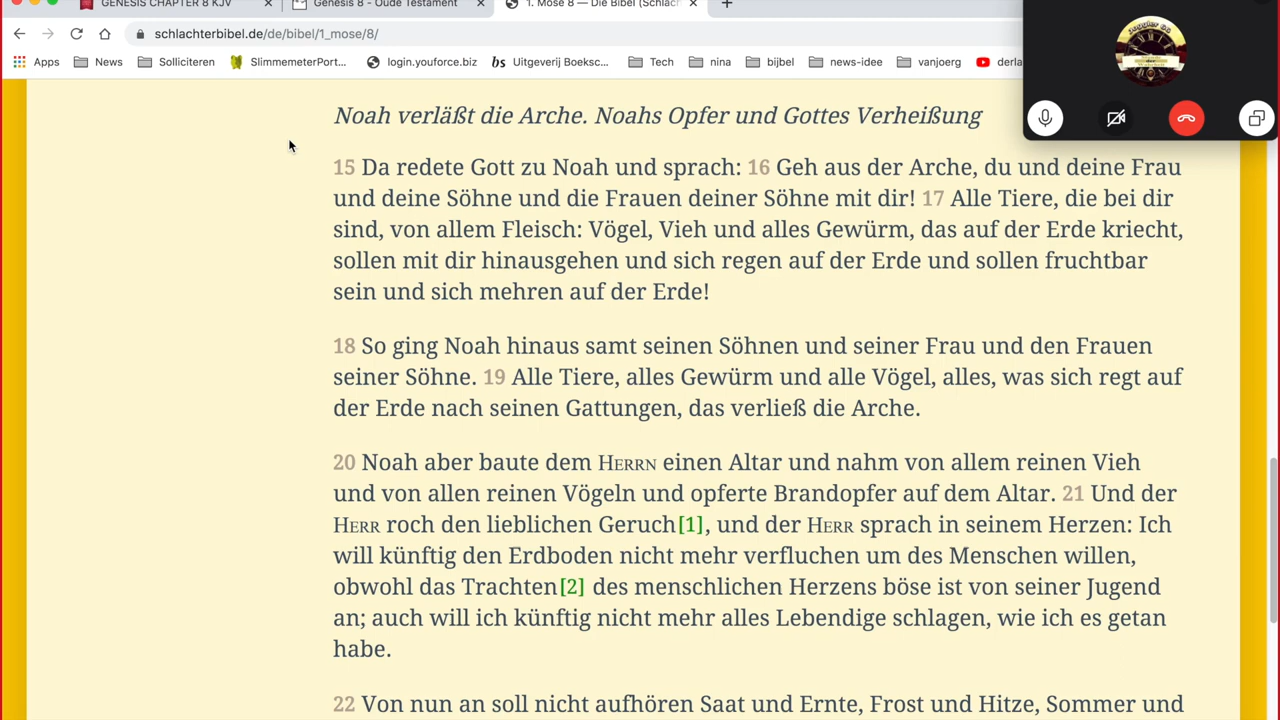 GENESIS CHAPTER 8 KJV
Genesis 8 - Oude Testament
1. Mose 8 — Die Bibel (Schlac
schlachterbibel.de/de/bibel/1_mose/8/
Apps News Solliciteren SlimmemeterPort... login.youforce.biz bs Uitgeverij Boeksc... Tech nina bijbel news-idee vanjoerg derla
Noah verläßt die Arche. Noahs Opfer und Gottes Verheißung
15 Da redete Gott zu Noah und sprach: 16 Geh aus der Arche, du und deine Frau
und deine Söhne und die Frauen deiner Söhne mit dir! 17 Alle Tiere, die bei dir
sind, von allem Fleisch: Vögel, Vieh und alles Gewürm, das auf der Erde kriecht,
sollen mit dir hinausgehen und sich regen auf der Erde und sollen fruchtbar
sein und sich mehren auf der Erde!
18 So ging Noah hinaus samt seinen Söhnen und seiner Frau und den Frauen
seiner Söhne. 19 Alle Tiere, alles Gewürm und alle Vögel, alles, was sich regt auf
der Erde nach seinen Gattungen, das verließ die Arche.
20 Noah aber baute dem HERRN einen Altar und nahm von allem reinen Vieh
und von allen reinen Vögeln und opferte Brandopfer auf dem Altar. 21 Und der
HERR roch den lieblichen Geruch[1], und der HERR sprach in seinem Herzen: Ich
will künftig den Erdboden nicht mehr verfluchen um des Menschen willen,
obwohl das Trachten[2] des menschlichen Herzens böse ist von seiner Jugend
an; auch will ich künftig nicht mehr alles Lebendige schlagen, wie ich es getan
habe.
22 Von nun an soll nicht aufhören Saat und Ernte, Frost und Hitze, Sommer und